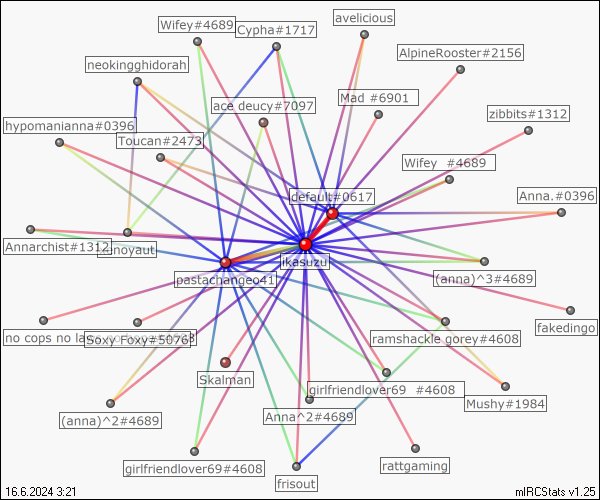 avelicious
Wifey#4689
Cypha#1717
AlpineRooster#2156
neokingghidorah
ace deucy#7097
Mad #6901
zibbits#1312
hypomanianna#0396
Toucan#2473
Wifey #4689
default#0617
Anna.#0396
Annarchist#1312
ikasuzu
pastachangeo41
(anna)^3#4689
fakedingo
no cops no
Soxy Foxy#5076
ramshackle gorey#4608
Skalman
girlfriendlover69 #4608
Mushy#1984
(anna)^2#4689
Anna^2#4689
girlfriendlover69#4608
rattgaming
frisout
16.6.2024 3:21
mIRCStats v1.25